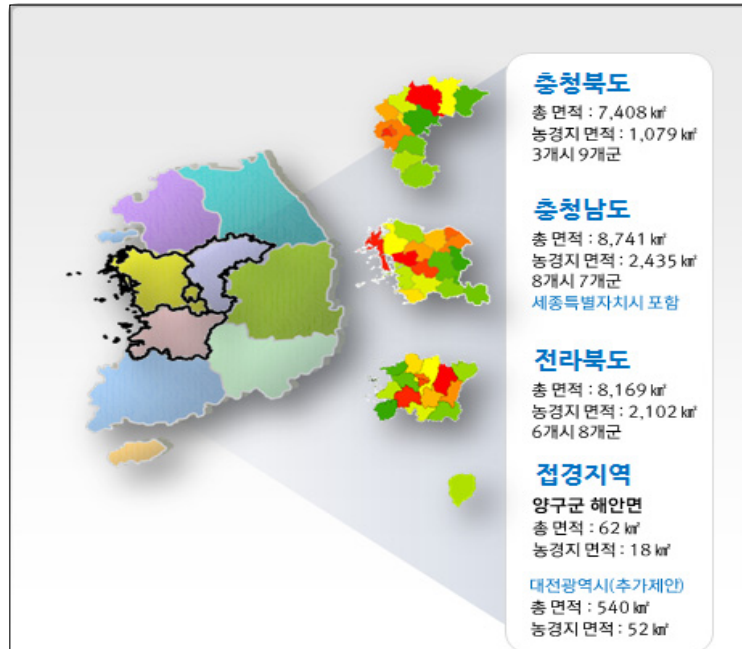 충청북도
총 면적 : 7,408 ㎢
농경지 면적 : 1,079 ㎢
3개시 9개군
충청남도
총 면적 : 8,741 ㎢
농경지 면적 : 2,435 ㎢
8개시 7개군
세종특별자치시 포함
전라북도
총 면적 : 8,169 ㎢
농경지 면적 : 2,102 ㎢
6개시 8개군
접경지역
양구군 해안면
총 면적 : 62 ㎢
농경지 면적 : 18 ㎢
대전광역시(추가제안)
총 면적 : 540 ㎢
농경지 면적 : 52 ㎢